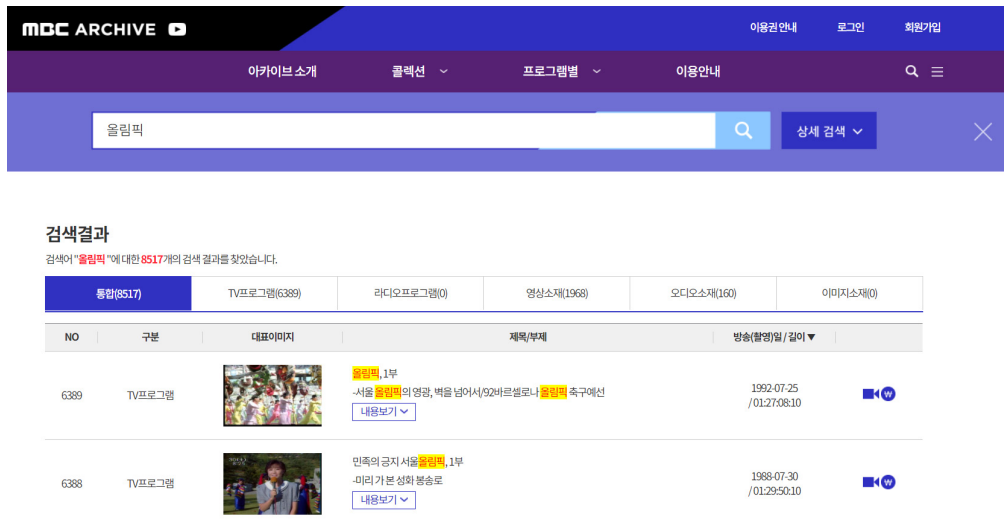 MBC ARCHIVE
이용권 안내 로그인 회원가입
아카이브 소개 콜렉션 프로그램별 이용안내
올림픽
상세 검색
검색결과
검색어 "올림픽"에 대한 8517개의 검색 결과를 찾았습니다.
통합(8517) TV프로그램(6389) 라디오프로그램(0) 영상소재(1968) 오디오소재(160) 이미지소재(0)
NO 구분 대표이미지 제목/부제 방송(촬영)일 / 길이 ▼
올림픽, 1부
6389 TV프로그램 -서울 올림픽의 영광, 벽을 넘어서/92바르셀로나 올림픽 축구예선 1992-07-25
/ 01:27:08:10
내용보기
민족의 긍지 서울올림픽, 1부
6388 TV프로그램 -미리 가 본 성화 봉송로 1988-07-30
/ 01:29:50:10
내용보기